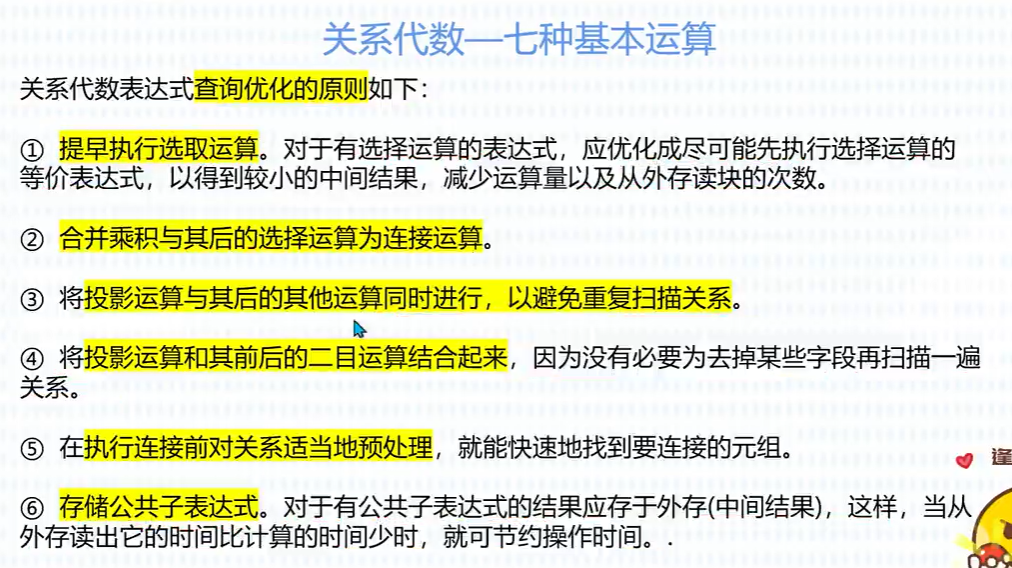 关系代数—七种基本运算
关系代数表达式查询优化的原则如下：
① 提早执行选取运算。对于有选择运算的表达式，应优化成尽可能先执行选择运算的
等价表达式，以得到较小的中间结果，减少运算量以及从外存读块的次数。
② 合并乘积与其后的选择运算为连接运算。
③ 将投影运算与其后的其他运算同时进行，以避免重复扫描关系。
④ 将投影运算和其前后的二目运算结合起来，因为没有必要为去掉某些字段再扫描一遍
关系。
⑤ 在执行连接前对关系适当地预处理，就能快速地找到要连接的元组。
⑥ 存储公共子表达式。对于有公共子表达式的结果应存于外存(中间结果)，这样，当从
外存读出它的时间比计算的时间少时，就可节约操作时间。.
逢